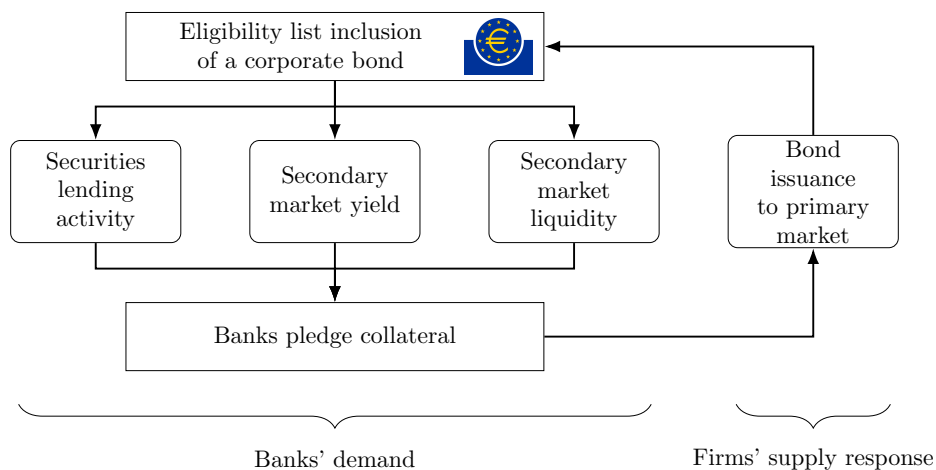 Eligibility list inclusion
of a corporate bond
€
Securities
lending
activity
Secondary
market yield
Secondary
market
liquidity
Bond
issuance
to primary
market
Banks pledge collateral
Banks' demand
Firms' supply response